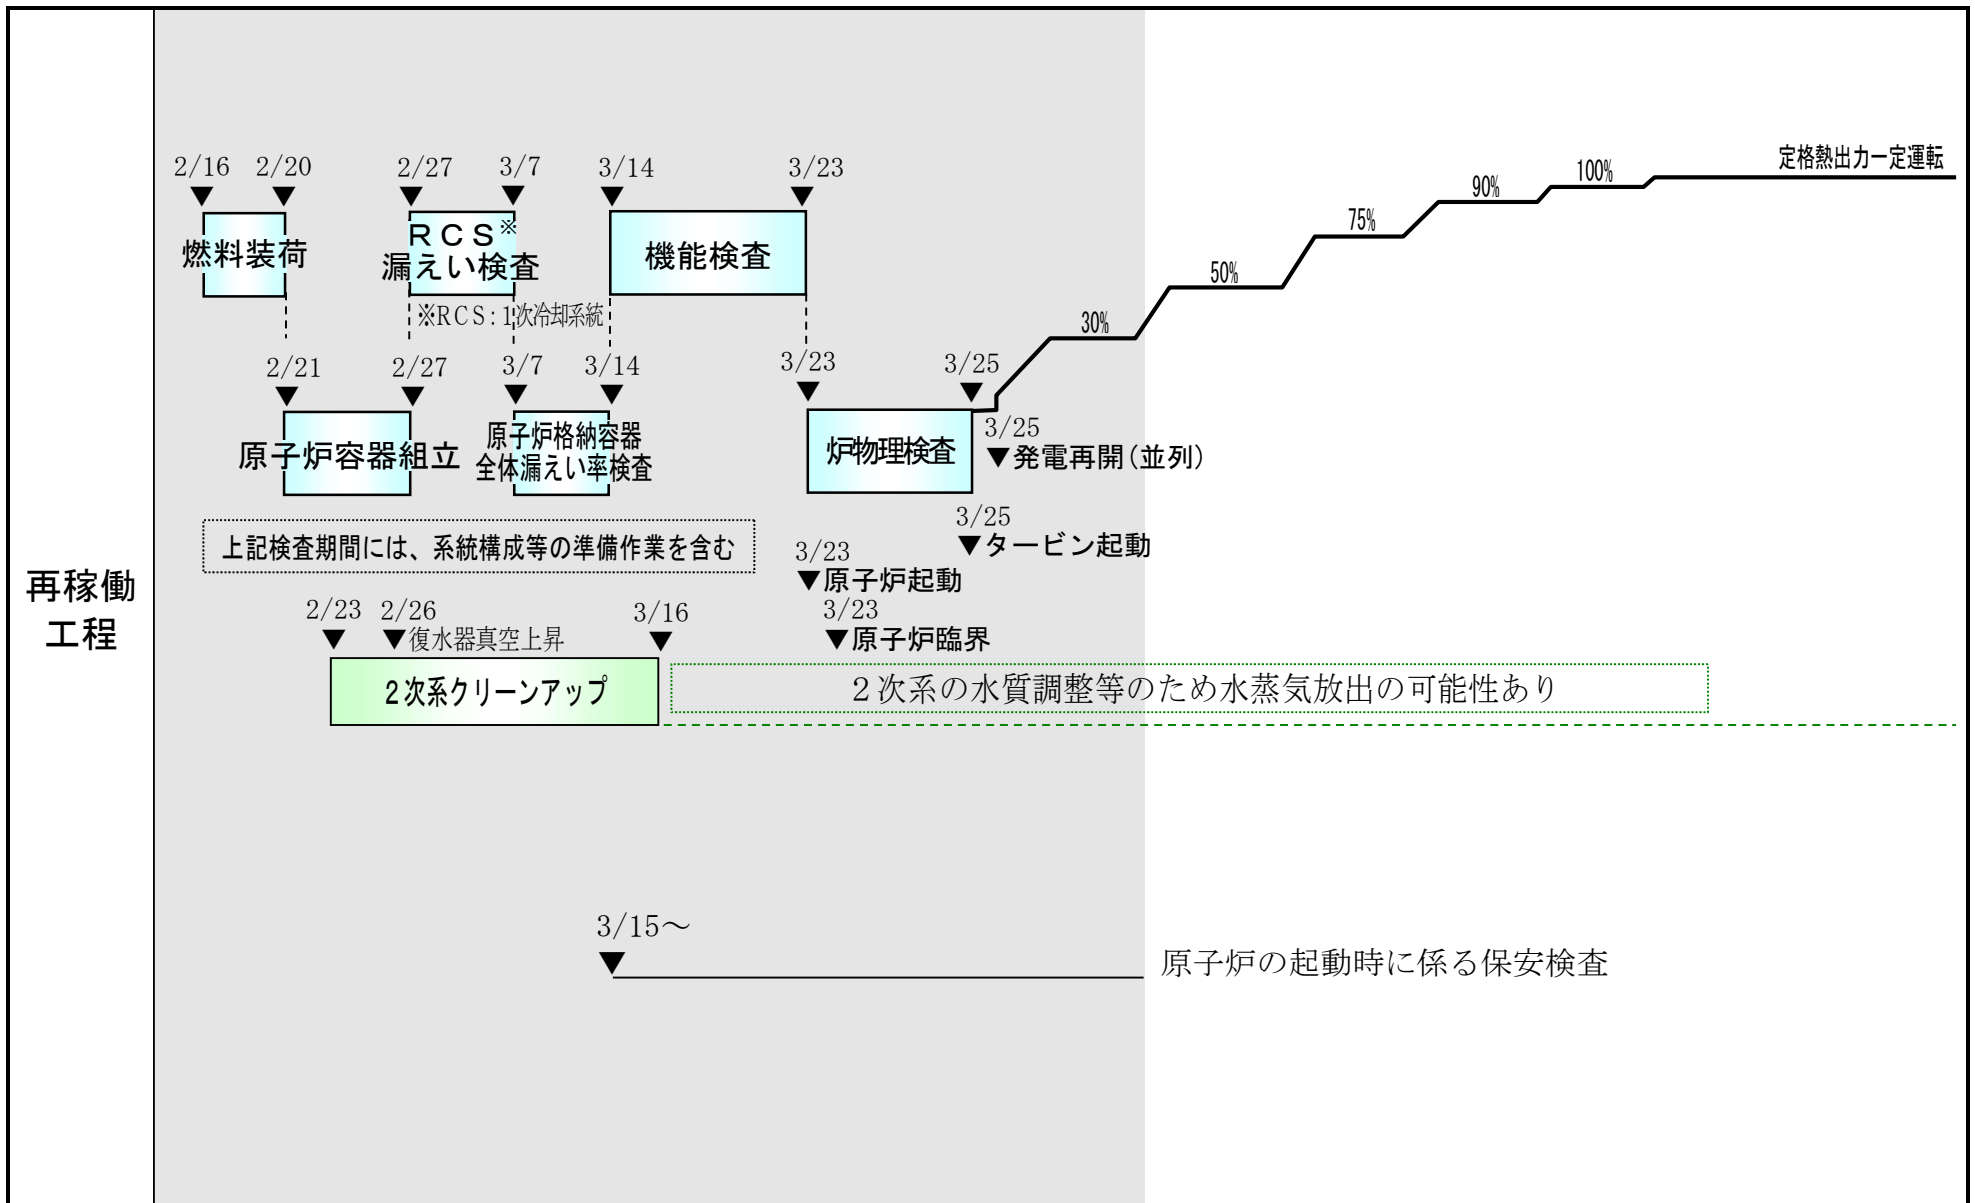 再稼働
工程
2/16 2/20 2/27 3/7 3/14 3/23
燃料装荷
RCS※
漏えい検査
機能検査
※RCS:1次冷却系統
30%
50%
75%
90%
100%
定格熱出力一定運転
2/21 2/27 3/7 3/14 3/23 3/25
原子炉容器組立
原子炉格納容器
全体漏えい率検査
炉物理検査
3/25
▼発電再開(並列)
上記検査期間には、系統構成等の準備作業を含む
3/25
▼タービン起動
3/23
▼原子炉起動
3/23
▼原子炉臨界
2/23 2/26 3/16
▼復水器真空上昇
2次系クリーンアップ
2次系の水質調整等のため水蒸気放出の可能性あり
3/15～
原子炉の起動時に係る保安検査